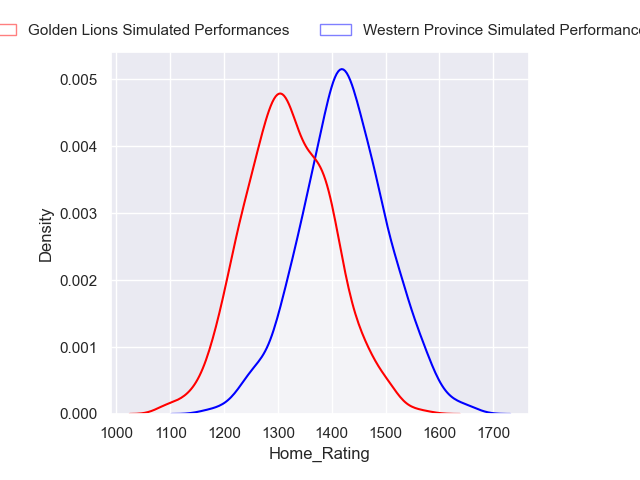 Golden Lions Simulated Performances Western Province Simulated Performance
0.005
0.004
0.003
0.002
0.001
0.000
Density
1000 1100 1200 1300 1400 1500 1600 1700
Home_Rating